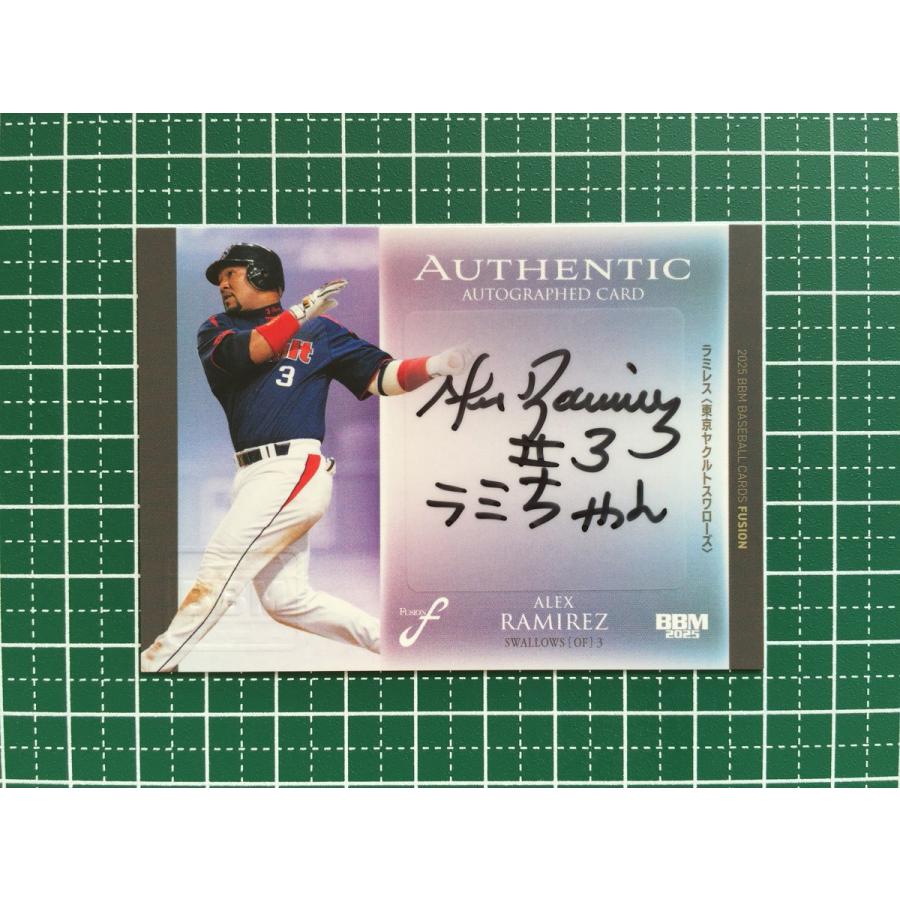 AUTHENTIC
AUTOGRAPHED CARD
Alex Ramirez
#3
ラミちゃん
3
ALEX
RAMIREZ
SWALLOWS [OF] 3
FUSION
f
BBM
2025
2025 BBM BASEBALL CARDS FUSION
ラミレス〈東京ヤクルトスワローズ〉